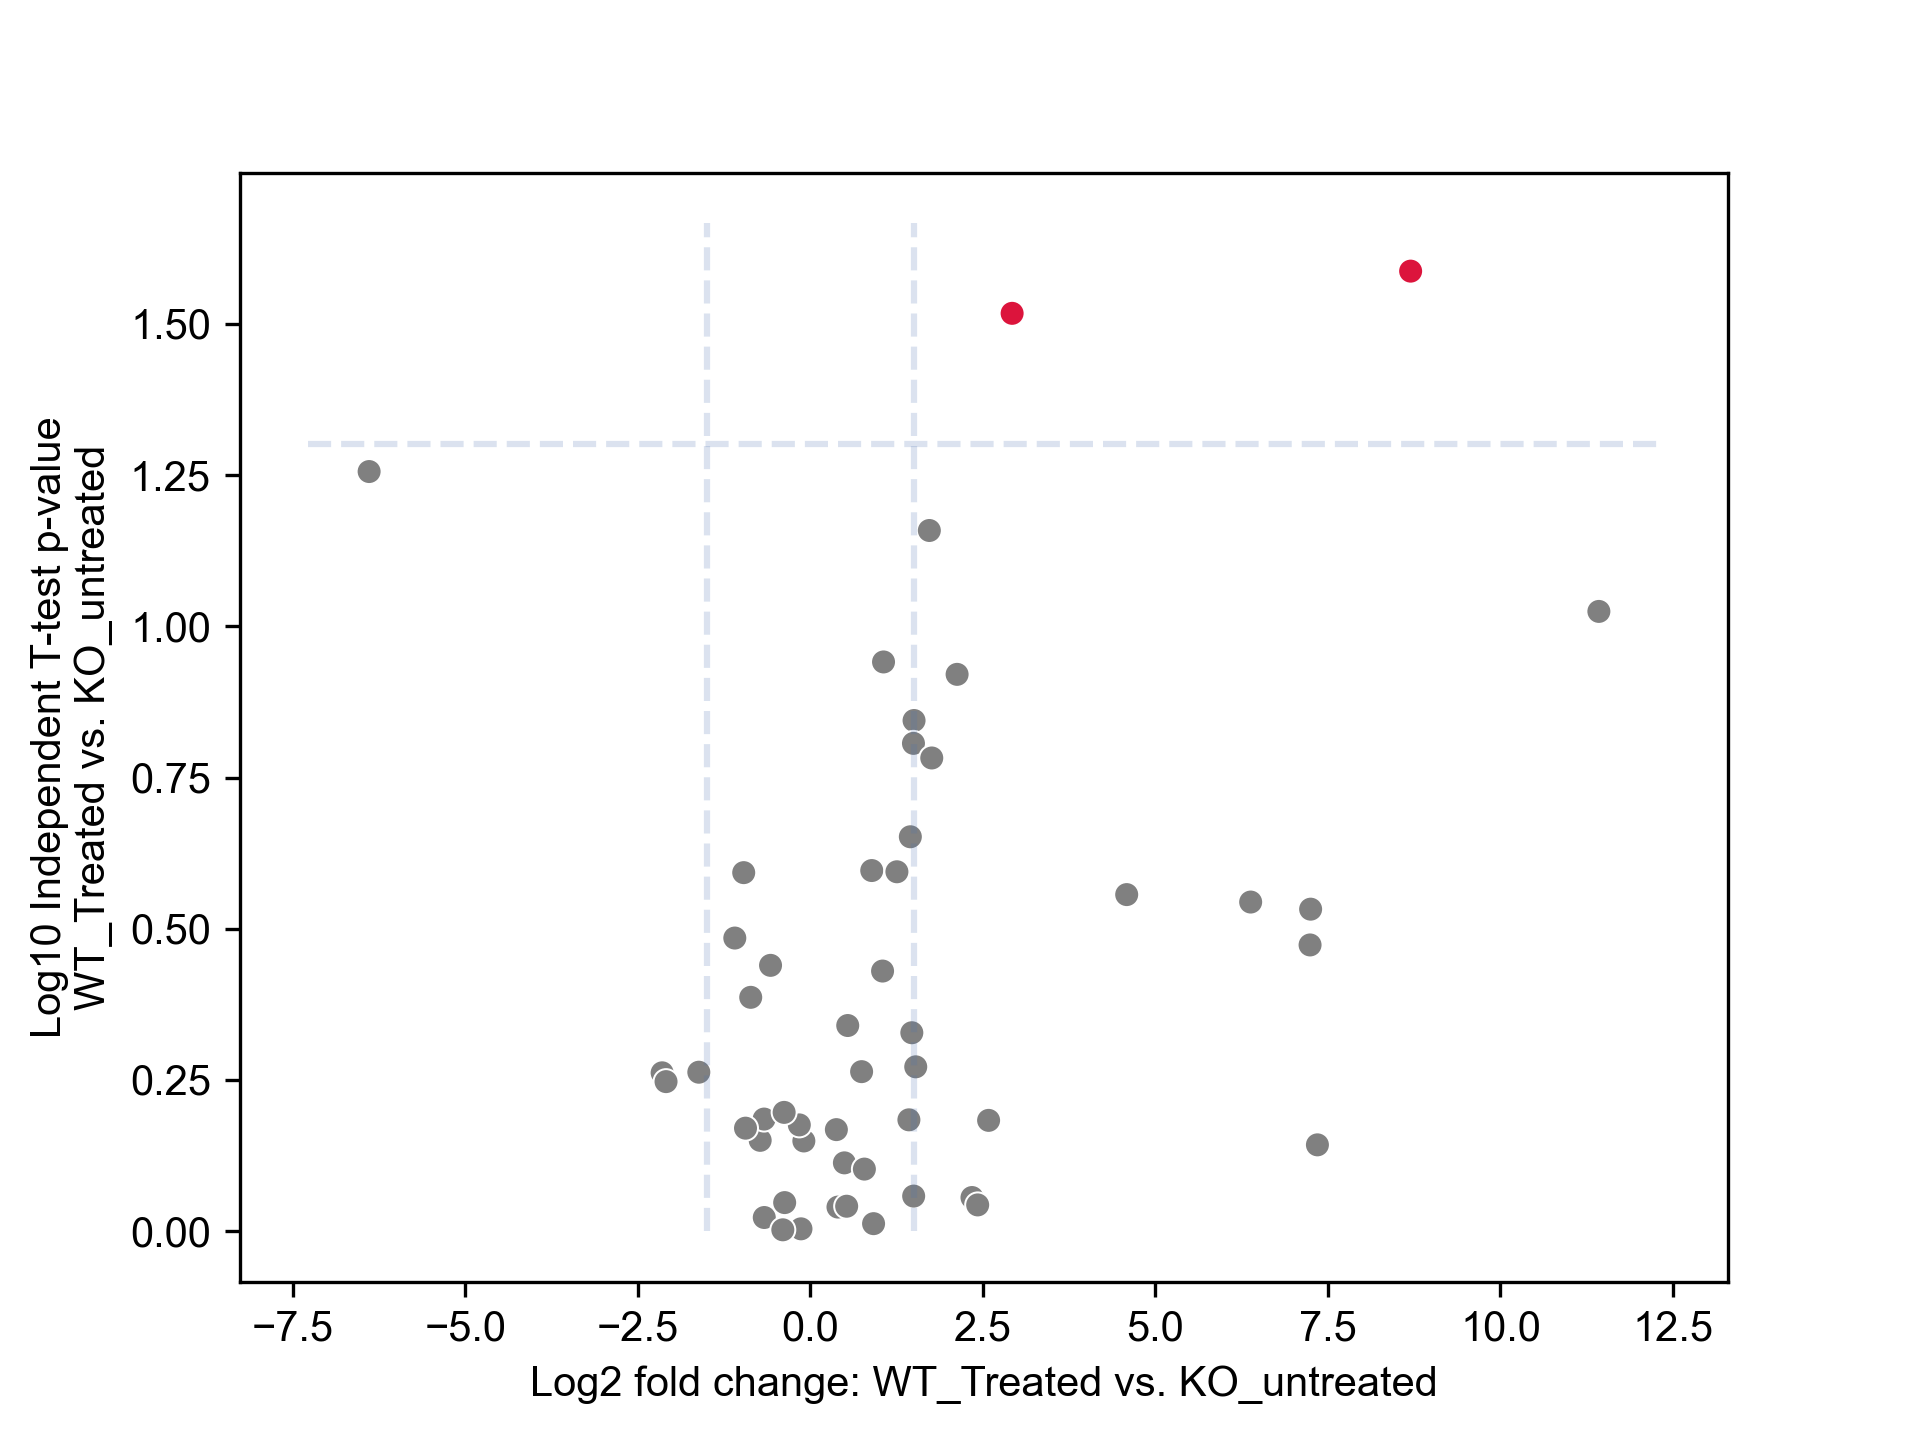 Log10 Independent T-test p-value
WT_Treated vs. KO_untreated
1.50
1.25
1.00
0.75
0.50
0.25
0.00
−7.5 −5.0 −2.5 0.0 2.5 5.0 7.5 10.0 12.5
Log2 fold change: WT_Treated vs. KO_untreated